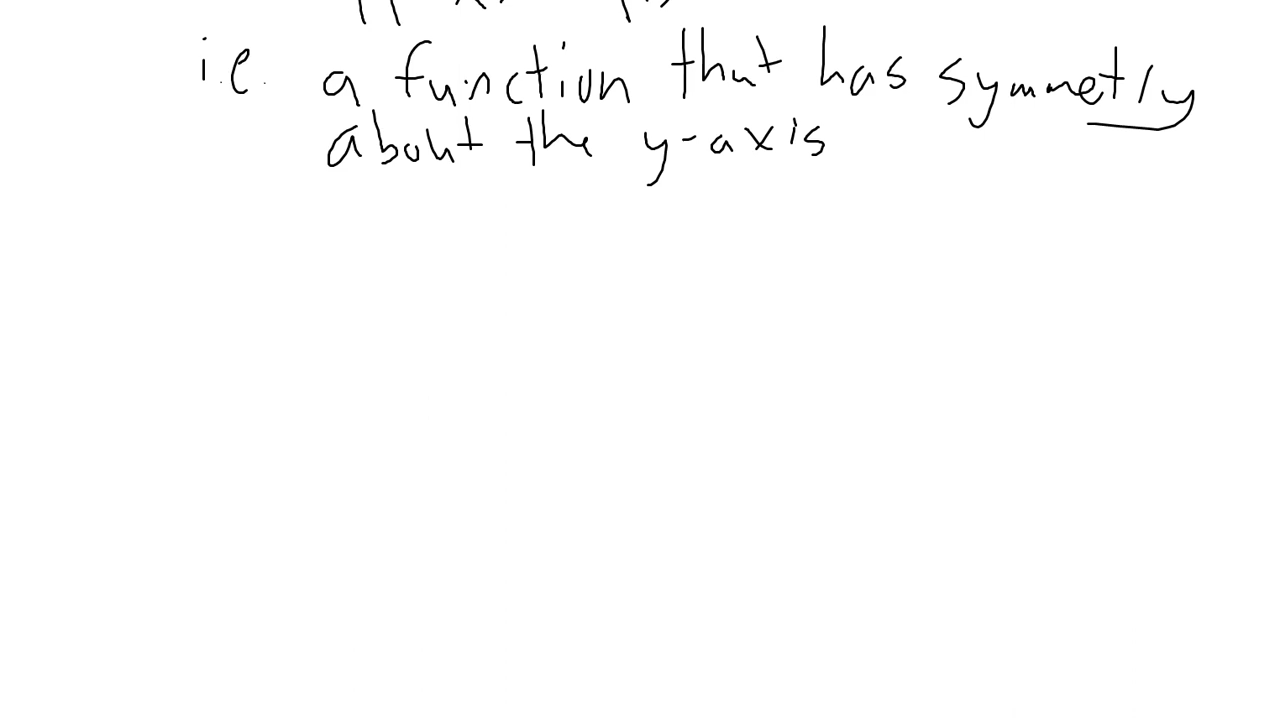 i.e. a function that has symmetry
about the y-axis